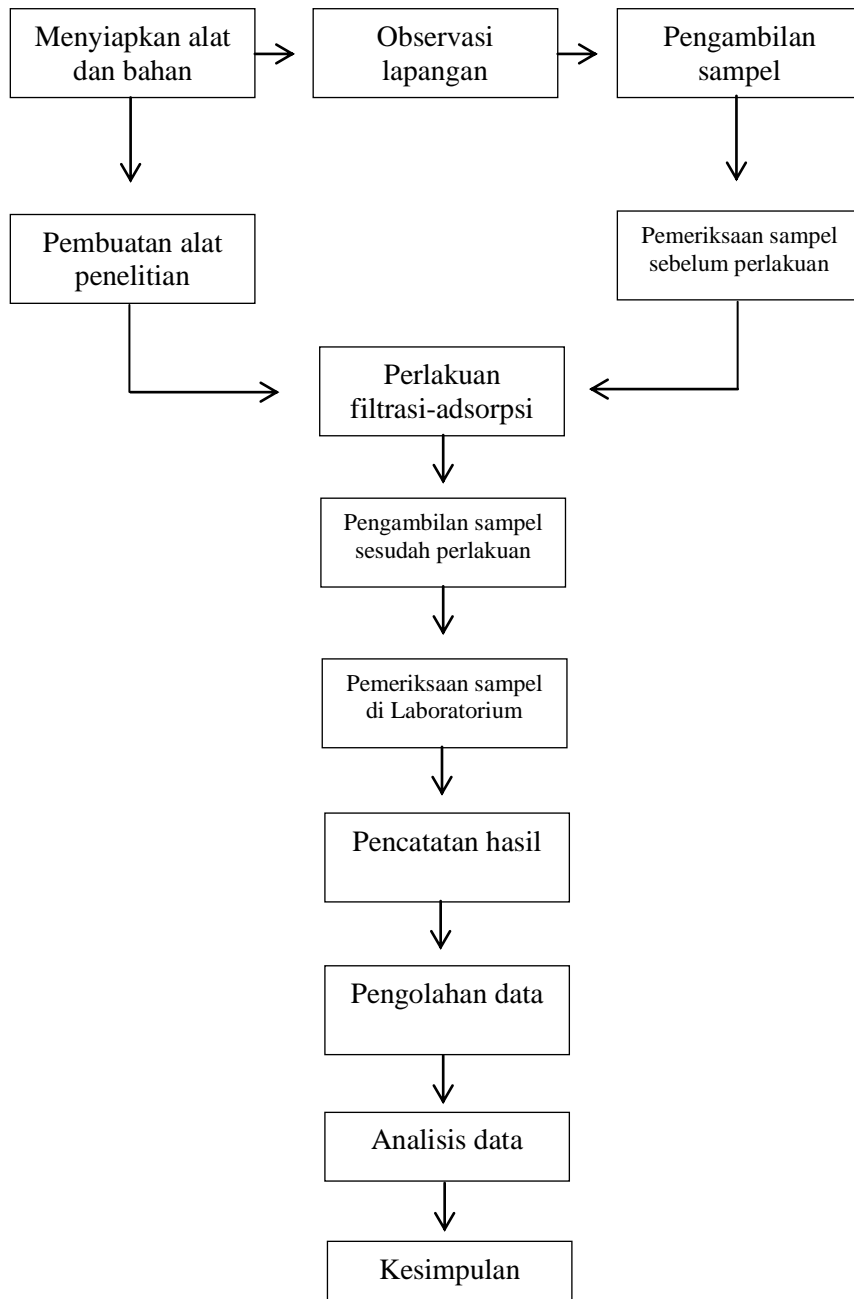 Menyiapkan alat
dan bahan
Observasi
lapangan
Pengambilan
sampel
Pembuatan alat
penelitian
Pemeriksaan sampel
sebelum perlakuan
Perlakuan
filtrasi-adsorpsi
Pengambilan sampel
sesudah perlakuan
Pemeriksaan sampel
di Laboratorium
Pencatatan hasil
Pengolahan data
Analisis data
Kesimpulan